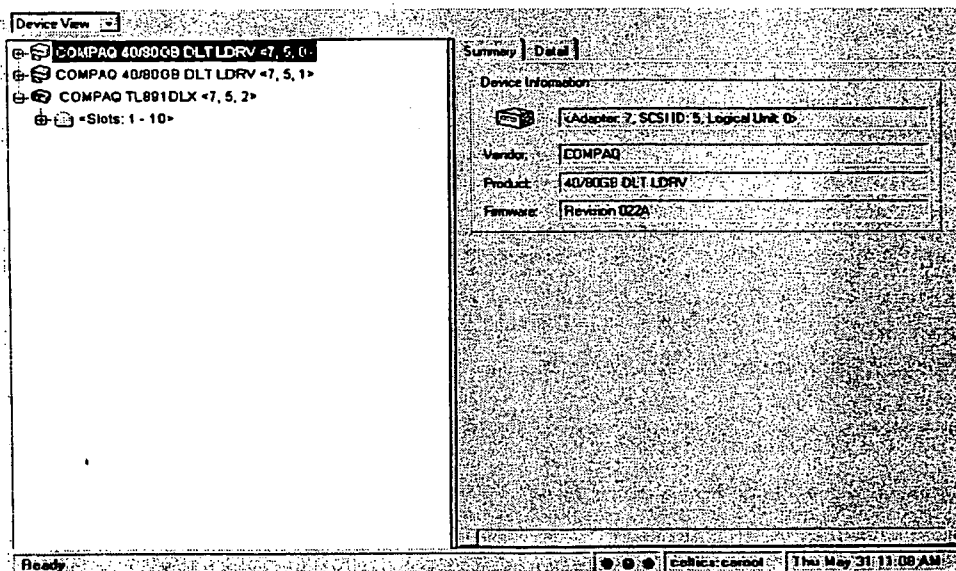 Device View
COMPAQ 40/80GB DLT LDRV <7, 5, 0>
COMPAQ 40/80GB DLT LDRV <7, 5, 1>
COMPAQ TL891DLX <7, 5, 2>
<Slots: 1 - 10>
Summary Detail
Device Information
<Adapter: 7, SCSI ID: 5, Logical Unit: 0>
Vendor: COMPAQ
Product: 40/80GB DLT LDRV
Firmware: Revision 022A
Ready
celtics:carool
Thu May 31 11:08 AM